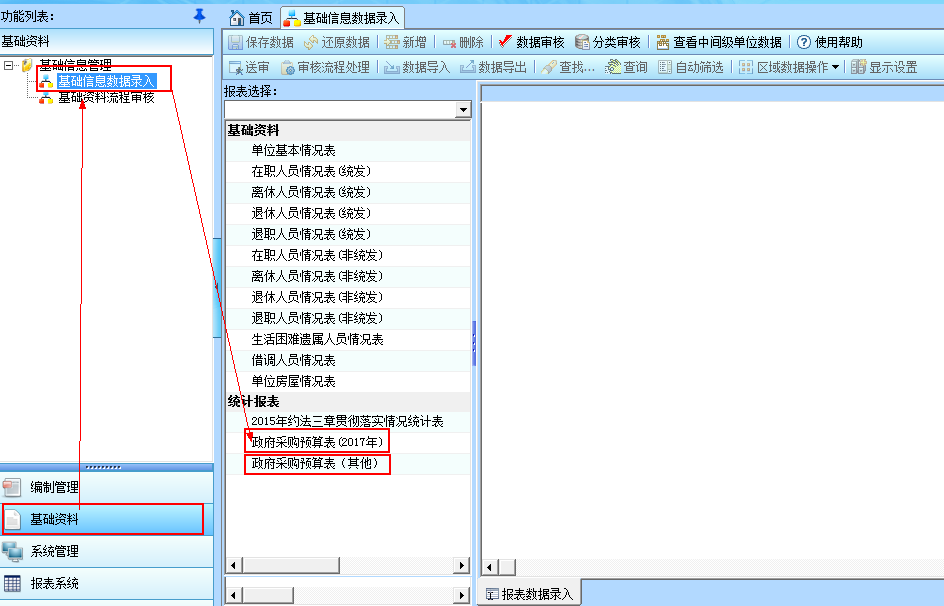 功能列表:
基础资料
基础信息管理
基础信息数据录入
基础资料流程审核
编制管理
基础资料
系统管理
报表系统
首页 基础信息数据录入
保存数据 还原数据 新增 删除 数据审核 分类审核 查看中间级单位数据 使用帮助
送审 审核流程处理 数据导入 数据导出 查找... 查询 自动筛选 区域数据操作 显示设置
报表选择:
基础资料
单位基本情况表
在职人员情况表(统发)
离休人员情况表(统发)
退休人员情况表(统发)
退职人员情况表(统发)
在职人员情况表(非统发)
离休人员情况表(非统发)
退休人员情况表(非统发)
退职人员情况表(非统发)
生活困难遗属人员情况表
借调人员情况表
单位房屋情况表
统计报表
2015年约法三章贯彻落实情况统计表
政府采购预算表(2017年)
政府采购预算表（其他）
报表数据录入